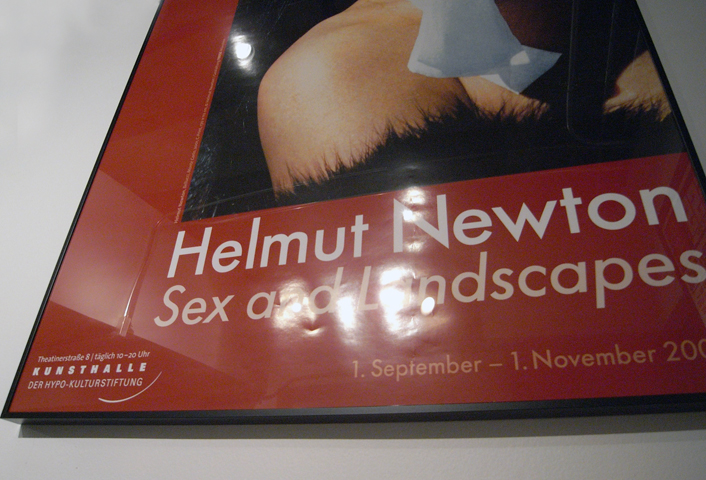 Helmut Newton
Sex and Landscapes
1. September – 1. November 200
Theatinerstraße 8 | täglich 10–20 Uhr
KUNSTHALLE
DER HYPO-KULTURSTIFTUNG